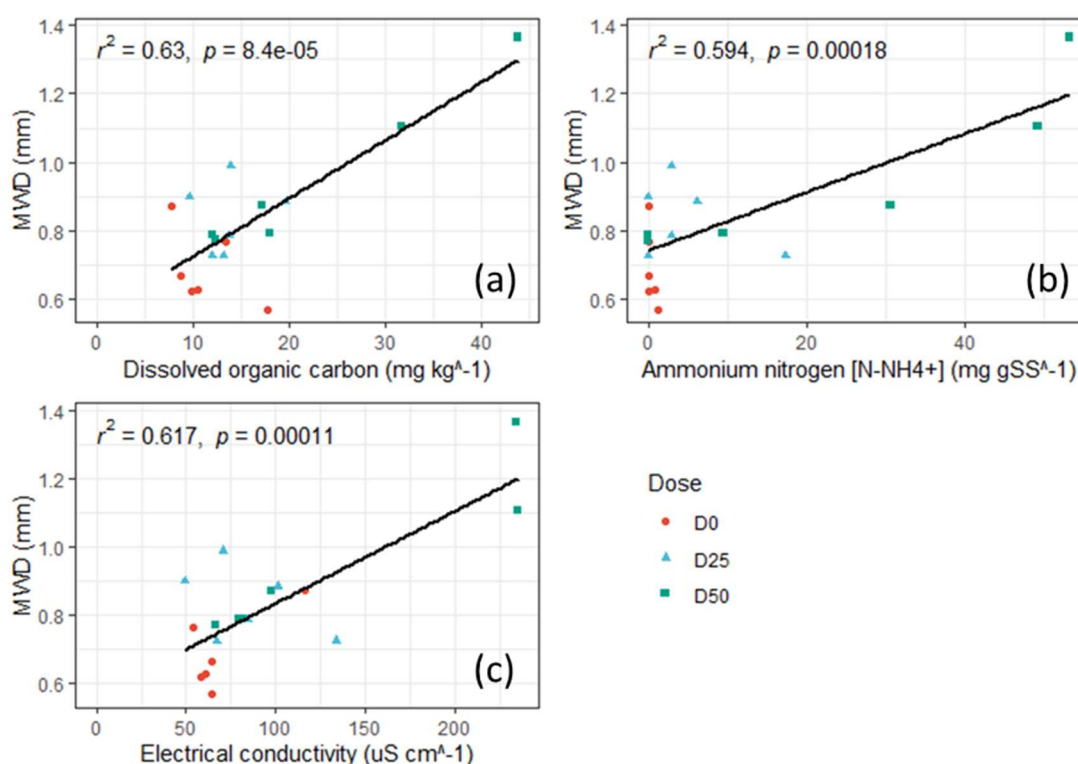 r² = 0.63, p = 8.4e-05
1.4
1.2
1.0
0.8
0.6
MWD (mm)
(a)
0 10 20 30 40
Dissolved organic carbon (mg kg^-1)
r² = 0.594, p = 0.00018
1.4
1.2
1.0
0.8
0.6
MWD (mm)
(b)
0 20 40
Ammonium nitrogen [N-NH4+] (mg gSS^-1)
r² = 0.617, p = 0.00011
1.4
1.2
1.0
0.8
0.6
MWD (mm)
(c)
0 50 100 150 200
Electrical conductivity (uS cm^-1)
Dose
D0
D25
D50